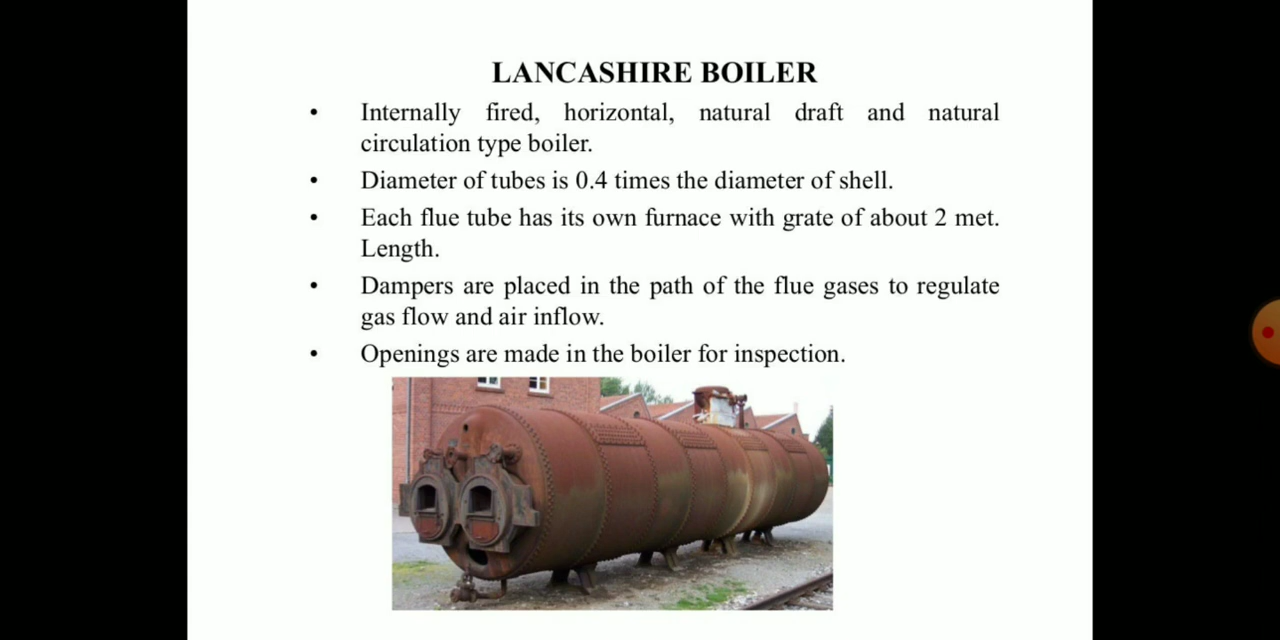 LANCASHIRE BOILER
• Internally fired, horizontal, natural draft and natural
circulation type boiler.
• Diameter of tubes is 0.4 times the diameter of shell.
• Each flue tube has its own furnace with grate of about 2 met.
Length.
• Dampers are placed in the path of the flue gases to regulate
gas flow and air inflow.
• Openings are made in the boiler for inspection.